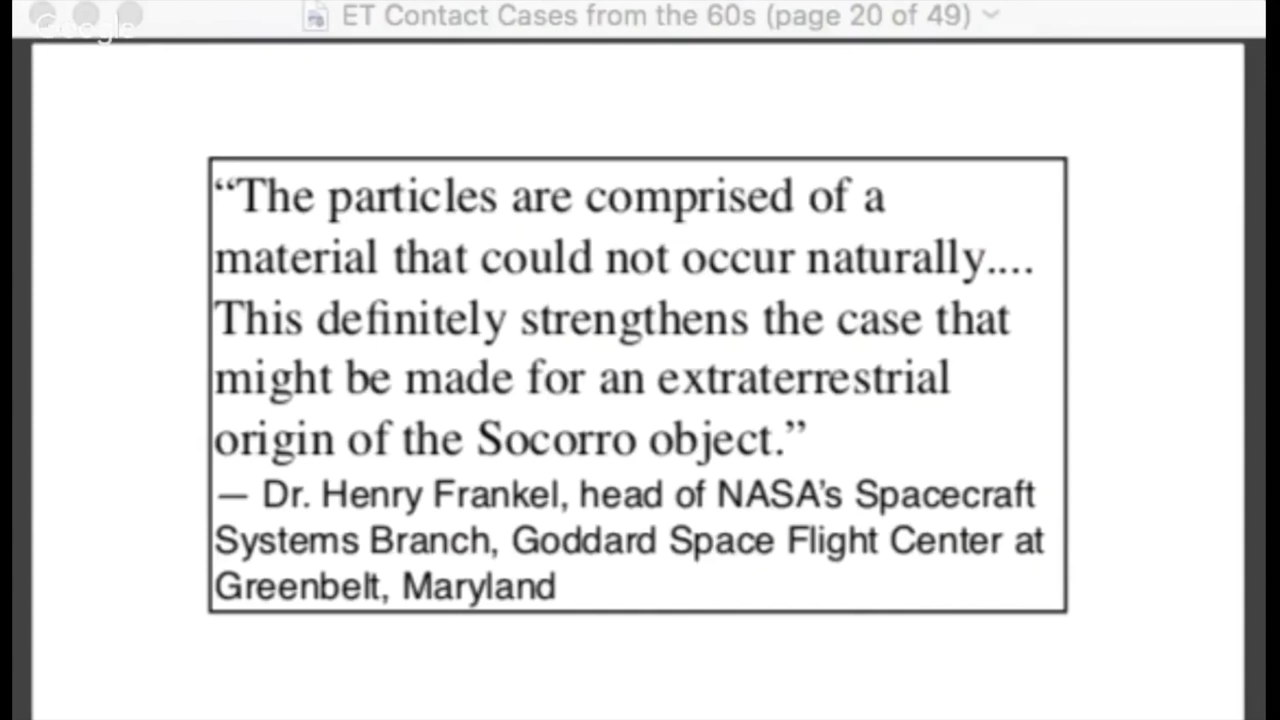 Google
ET Contact Cases from the 60s (page 20 of 49)
“The particles are comprised of a
material that could not occur naturally....
This definitely strengthens the case that
might be made for an extraterrestrial
origin of the Socorro object.”
— Dr. Henry Frankel, head of NASA’s Spacecraft
Systems Branch, Goddard Space Flight Center at
Greenbelt, Maryland